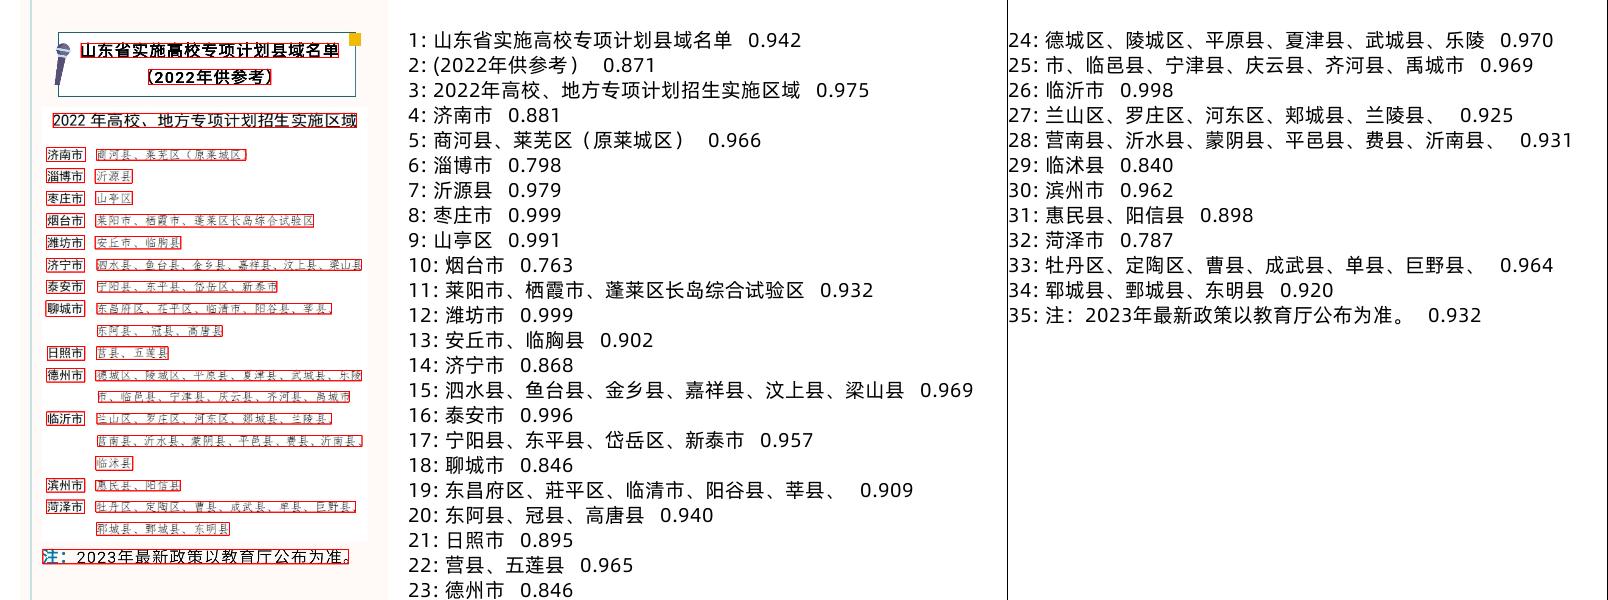 山东省实施高校专项计划县域名单
(2022年供参考)
2022 年高校、地方专项计划招生实施区域
济南市 商河县、莱芜区（原莱城区）
淄博市 沂源县
枣庄市 山亭区
烟台市 莱阳市、栖霞市、蓬莱区长岛综合试验区
潍坊市 安丘市、临朐县
济宁市 泗水县、鱼台县、金乡县、嘉祥县、汶上县、梁山县
泰安市 宁阳县、东平县、岱岳区、新泰市
聊城市 东昌府区、茌平区、临清市、阳谷县、莘县、
东阿县、 冠县、高唐县
日照市 莒县、五莲县
德州市 德城区、陵城区、平原县、夏津县、武城县、乐陵
市、临邑县、宁津县、庆云县、齐河县、禹城市
临沂市 兰山区、罗庄区、河东区、郯城县、兰陵县、
莒南县、沂水县、蒙阴县、平邑县、费县、沂南县、
临沭县
滨州市 惠民县、阳信县
菏泽市 牡丹区、定陶区、曹县、成武县、单县、巨野县、
郓城县、鄄城县、东明县
注：2023年最新政策以教育厅公布为准。
1: 山东省实施高校专项计划县域名单 0.942
2: (2022年供参考） 0.871
3: 2022年高校、地方专项计划招生实施区域 0.975
4: 济南市 0.881
5: 商河县、莱芜区（原莱城区） 0.966
6: 淄博市 0.798
7: 沂源县 0.979
8: 枣庄市 0.999
9: 山亭区 0.991
10: 烟台市 0.763
11: 莱阳市、栖霞市、蓬莱区长岛综合试验区 0.932
12: 潍坊市 0.999
13: 安丘市、临朐县 0.902
14: 济宁市 0.868
15: 泗水县、鱼台县、金乡县、嘉祥县、汶上县、梁山县 0.969
16: 泰安市 0.996
17: 宁阳县、东平县、岱岳区、新泰市 0.957
18: 聊城市 0.846
19: 东昌府区、莊平区、临清市、阳谷县、莘县、 0.909
20: 东阿县、冠县、高唐县 0.940
21: 日照市 0.895
22: 营县、五莲县 0.965
23: 德州市 0.846
24: 德城区、陵城区、平原县、夏津县、武城县、乐陵 0.970
25: 市、临邑县、宁津县、庆云县、齐河县、禹城市 0.969
26: 临沂市 0.998
27: 兰山区、罗庄区、河东区、郯城县、兰陵县、 0.925
28: 营南县、沂水县、蒙阴县、平邑县、费县、沂南县、 0.931
29: 临沭县 0.840
30: 滨州市 0.962
31: 惠民县、阳信县 0.898
32: 菏泽市 0.787
33: 牡丹区、定陶区、曹县、成武县、单县、巨野县、 0.964
34: 郓城县、鄄城县、东明县 0.920
35: 注：2023年最新政策以教育厅公布为准。 0.932